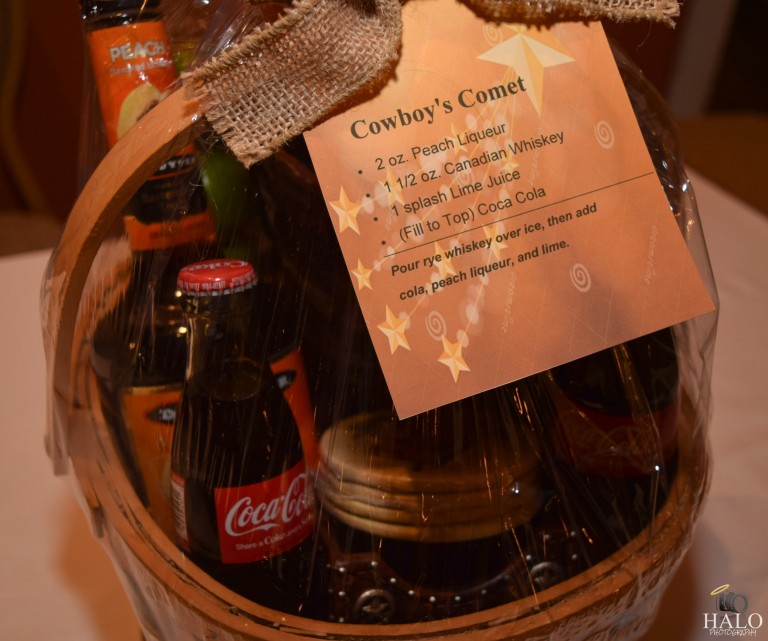 PEACH
Cowboy's Comet
• 2 oz. Peach Liqueur
• 1 1/2 oz. Canadian Whiskey
• 1 splash Lime Juice
• (Fill to Top) Coca Cola
Pour rye whiskey over ice, then add
cola, peach liqueur, and lime.
Coca-Cola
Share a
HALO
PHOTOGRAPHY